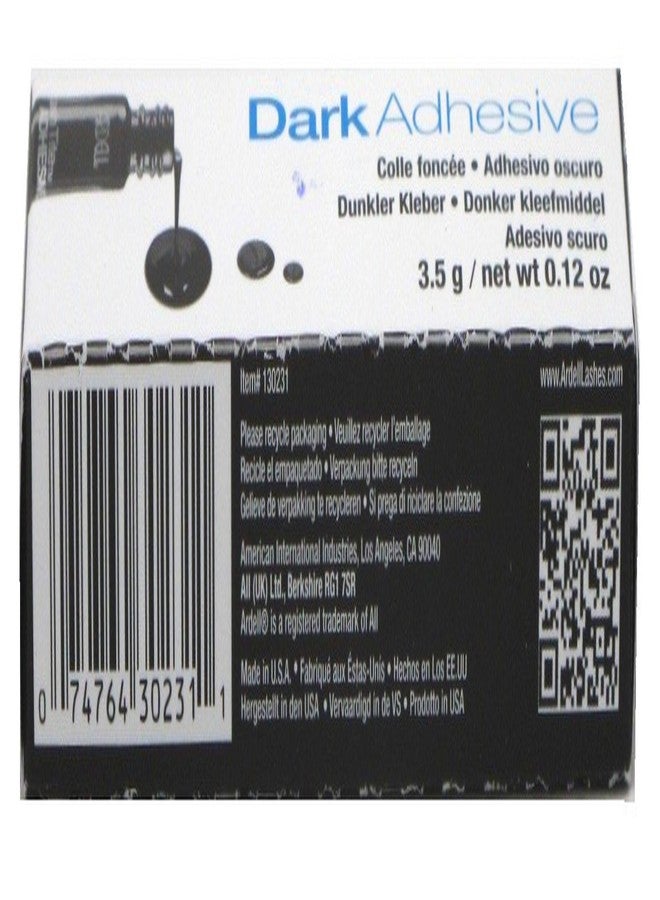 Dark Adhesive
Colle foncée • Adhesivo oscuro
Dunkler Kleber • Donker kleefmiddel
Adesivo scuro
3.5 g / net wt 0.12 oz
Item# 130231
www.ArdellLashes.com
Please recycle packaging • Veuillez recycler l'emballage
Recicle el empaquetado • Verpackung bitte recyceln
Gelieve de verpakking te recycleren • Si prega di riciclare la confezione
American International Industries, Los Angeles, CA 90040
AII (UK) Ltd., Berkshire RG1 7SR
Ardell® is a registered trademark of AII
Made in U.S.A. • Fabriqué aux Éstas-Unis • Hechos en Los EE.UU
Hergestellt in den USA • Vervaardigd in de VS • Prodotto in USA
0 74764 30231 1